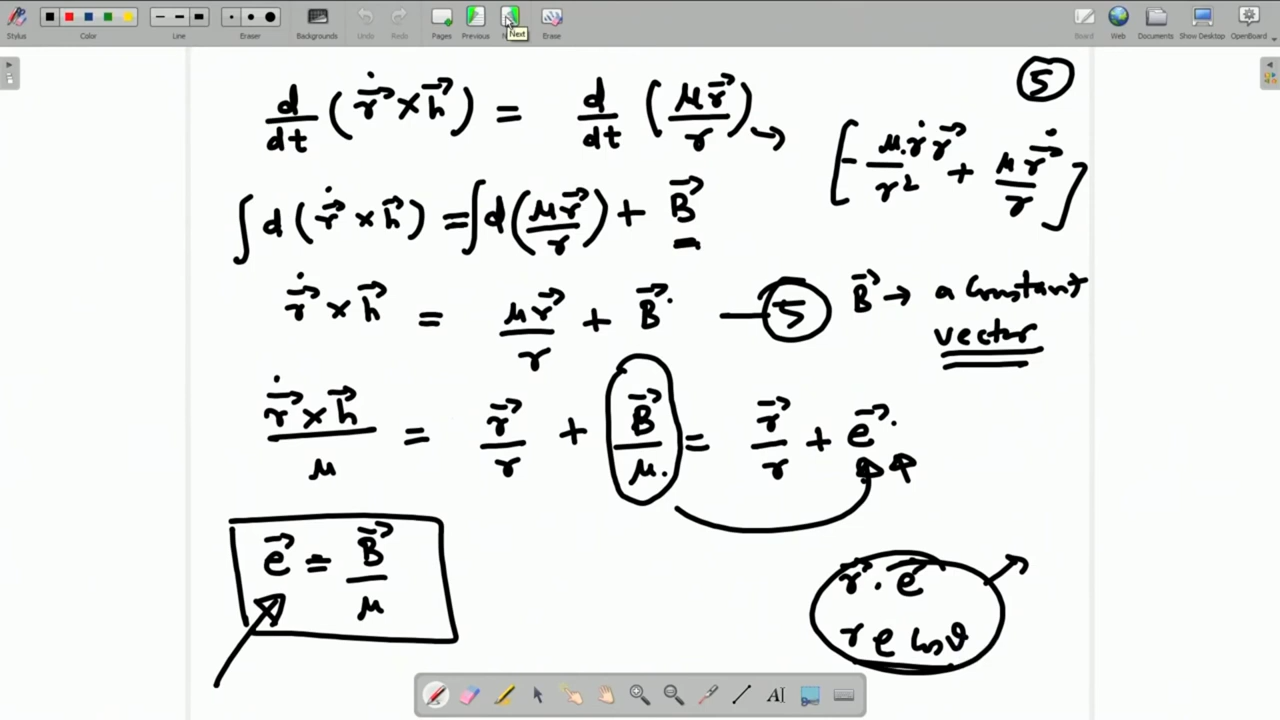 Stylus Color Line Eraser Backgrounds Undo Redo Pages Previous Next Erase Board Web Documents Show Desktop OpenBoard
5
d/dt (ṙ⃗ × h⃗) = d/dt (μr⃗/r) → [-μ.ṙr⃗/r² + μṙ⃗/r]
∫ d(ṙ⃗ × h⃗) = ∫ d(μr⃗/r) + B⃗
ṙ⃗ × h⃗ = μr⃗/r + B⃗. — 5 B⃗ → a constant
vector
ṙ⃗ × h⃗/μ = r⃗/r + B⃗/μ. = r⃗/r + e⃗.
e⃗ = B⃗/μ
r⃗ . e⃗
r e cosθ